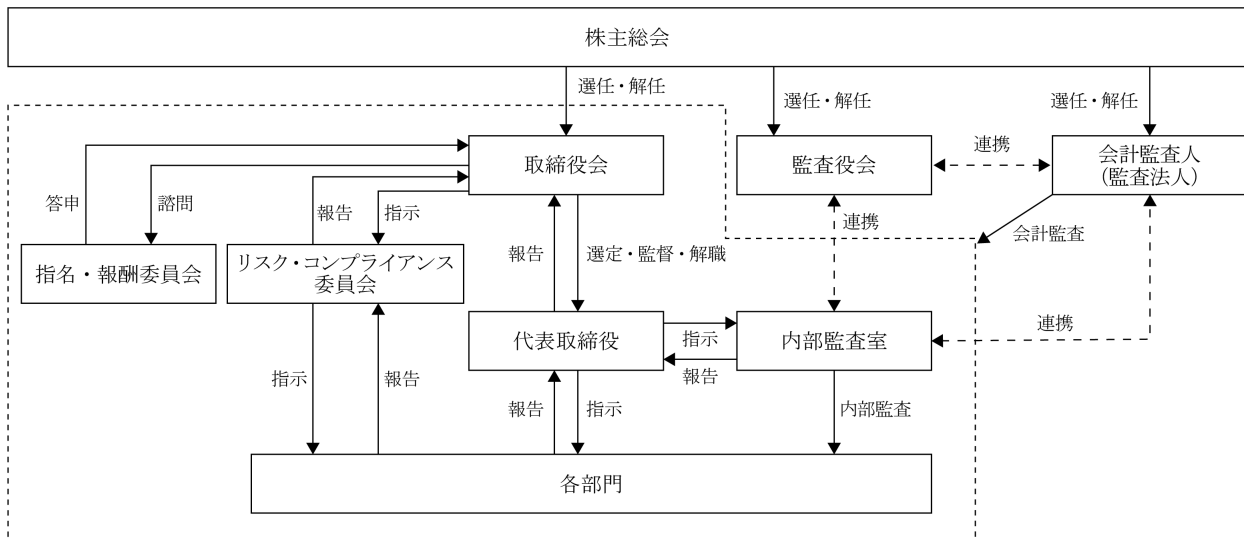 株主総会
選任・解任
選任・解任
選任・解任
取締役会
監査役会
連携
会計監査人
（監査法人）
答申
諮問
報告
指示
連携
会計監査
指名・報酬委員会
リスク・コンプライアンス
委員会
報告
選定・監督・解職
代表取締役
指示
報告
内部監査室
連携
指示
報告
報告
指示
内部監査
各部門